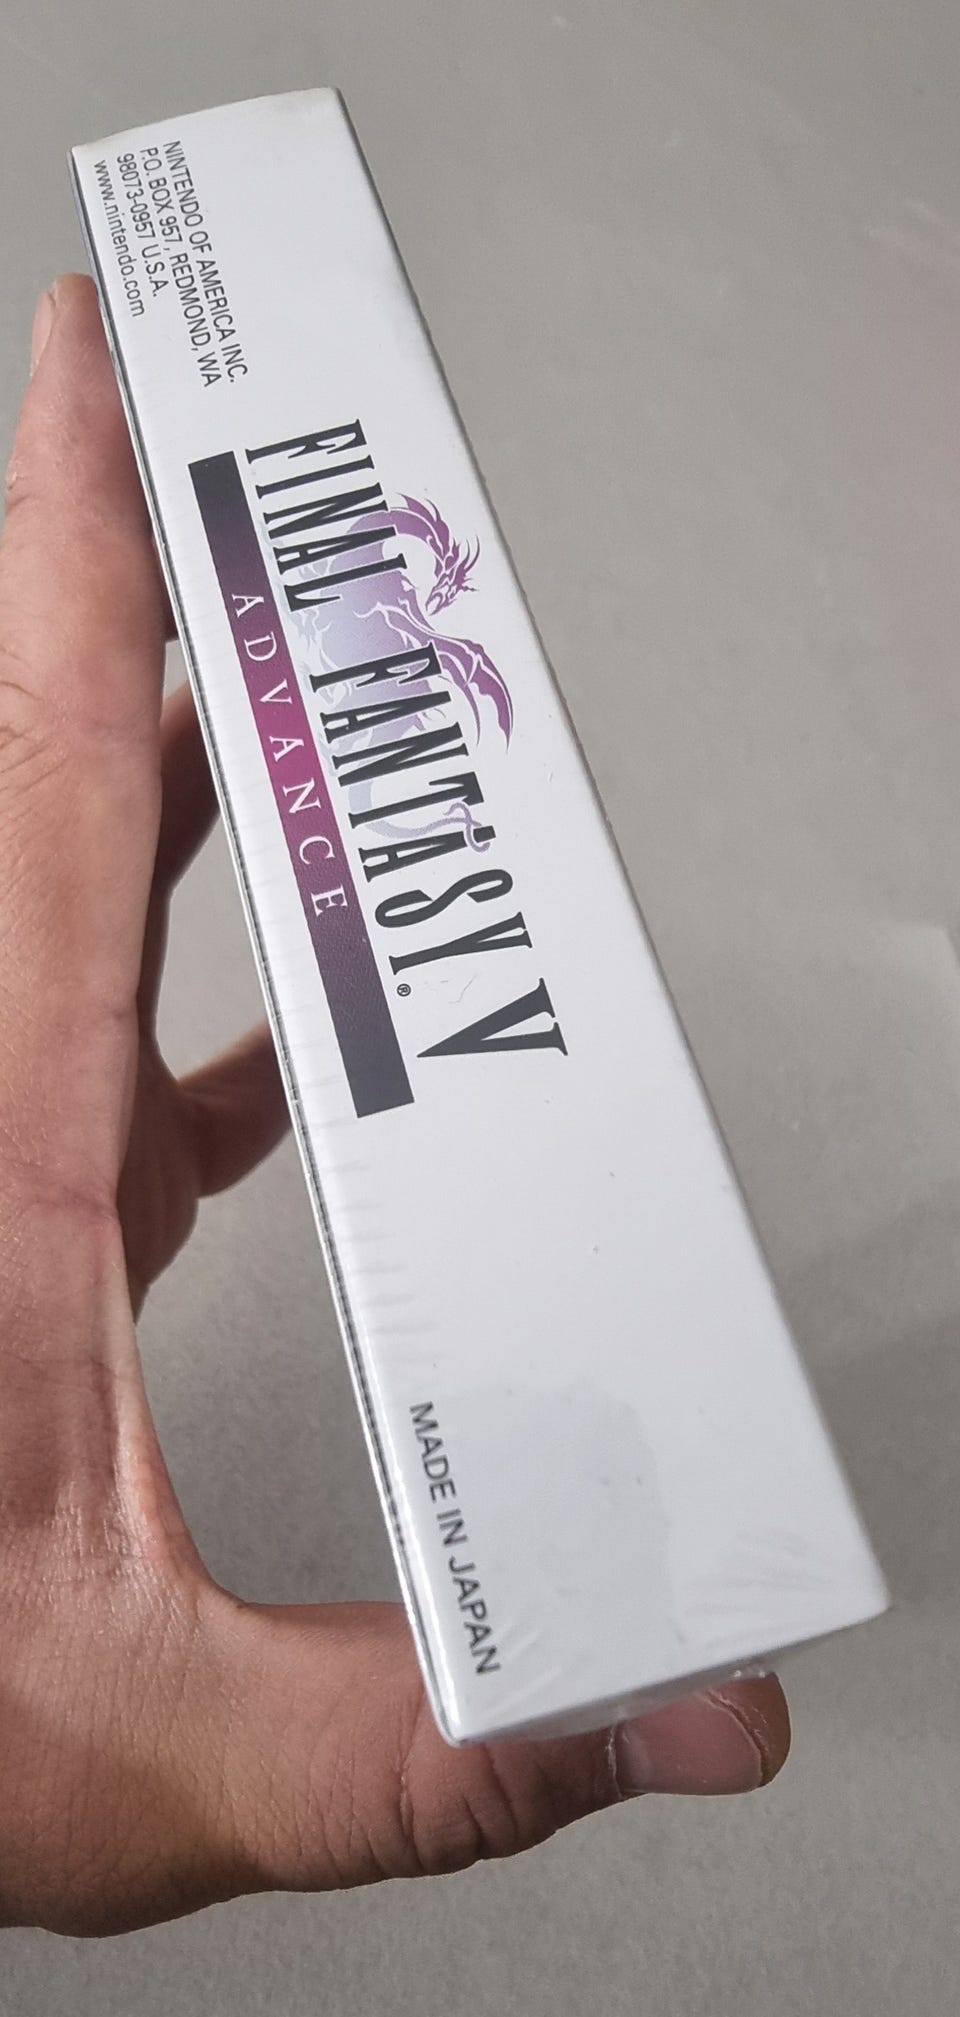 NINTENDO OF AMERICA INC.
P.O. BOX 957, REDMOND, WA
98073-0957 U.S.A.
www.nintendo.com
FINAL FANTASY® V
ADVANCE
MADE IN JAPAN